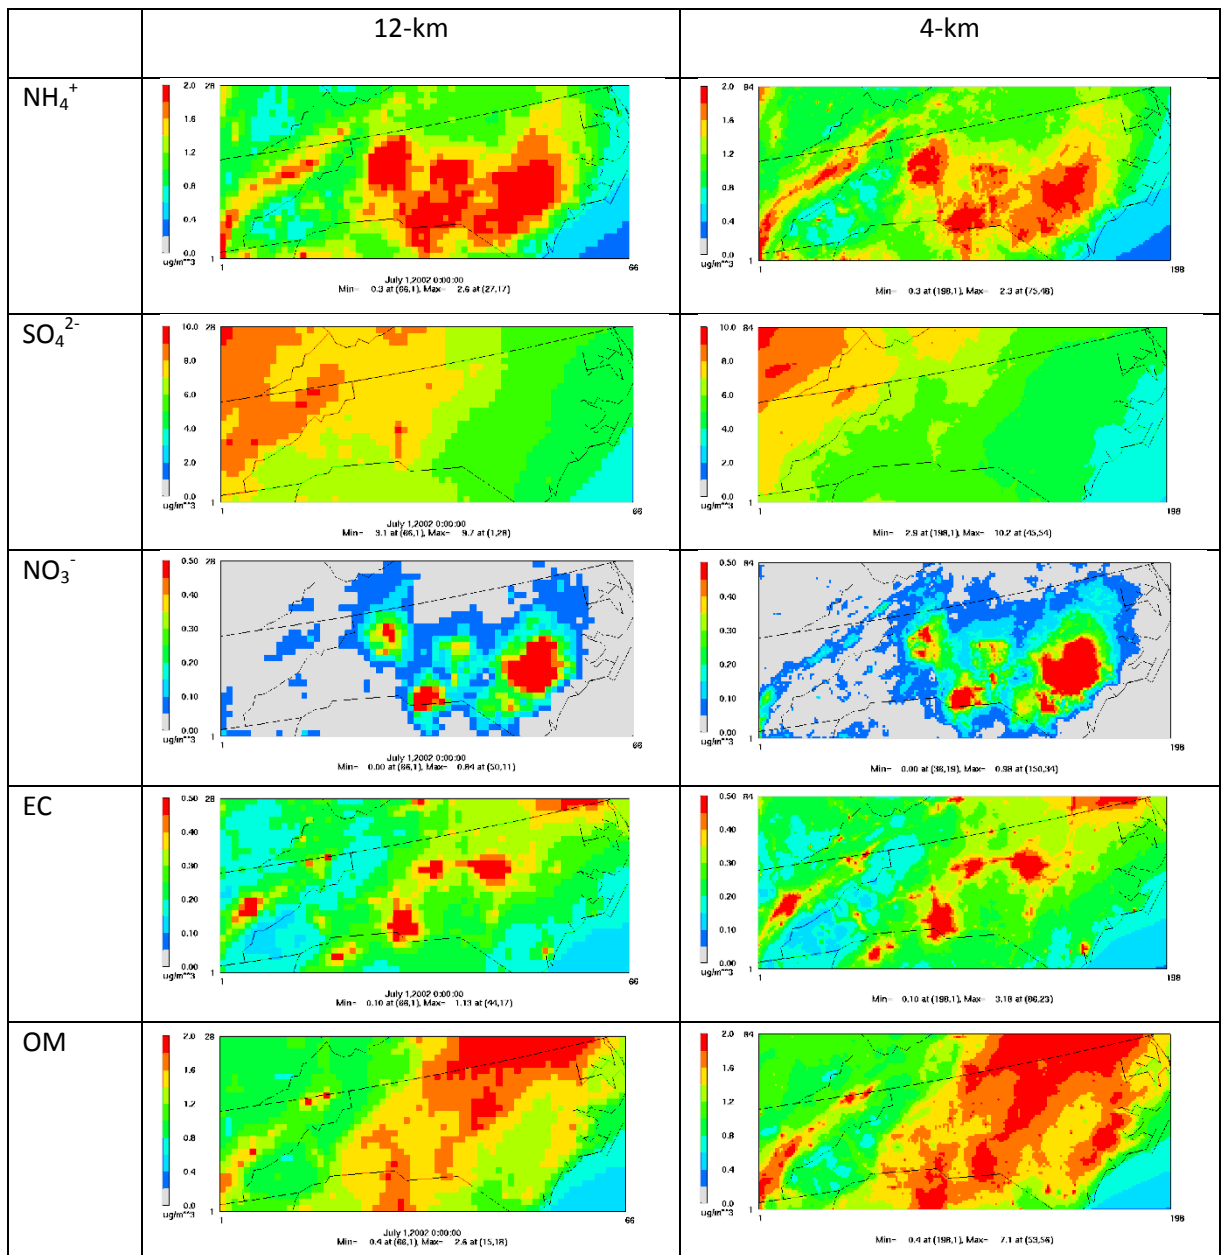 12-km 4-km
NH₄⁺
2.0 28
1.6
1.2
0.8
0.4
0.0
ug/m**3
1
1 66
July 1,2002 0:00:00
Min= 0.3 at (66,1), Max= 2.6 at (27,17)
2.0 84
1.6
1.2
0.8
0.4
0.0
ug/m**3
1
1 198
Min= 0.3 at (198,1), Max= 2.3 at (75,48)
SO₄²⁻
10.0 28
8.0
6.0
4.0
2.0
0.0
ug/m**3
1
1 66
July 1,2002 0:00:00
Min= 3.1 at (66,1), Max= 9.7 at (1,28)
10.0 84
8.0
6.0
4.0
2.0
0.0
ug/m**3
1
1 198
Min= 2.9 at (198,1), Max= 10.2 at (45,54)
NO₃⁻
0.50 28
0.40
0.30
0.20
0.10
0.00
ug/m**3
1
1 66
July 1,2002 0:00:00
Min= 0.00 at (66,1), Max= 0.84 at (50,11)
0.50 84
0.40
0.30
0.20
0.10
0.00
ug/m**3
1
1 198
Min= 0.00 at (38,19), Max= 0.98 at (150,34)
EC
0.50 28
0.40
0.30
0.20
0.10
0.00
ug/m**3
1
1 66
July 1,2002 0:00:00
Min= 0.10 at (66,1), Max= 1.13 at (44,17)
0.50 84
0.40
0.30
0.20
0.10
0.00
ug/m**3
1
1 198
Min= 0.10 at (198,1), Max= 3.18 at (86,23)
OM
2.0 28
1.6
1.2
0.8
0.4
0.0
ug/m**3
1
1 66
July 1,2002 0:00:00
Min= 0.4 at (66,1), Max= 2.6 at (15,18)
2.0 84
1.6
1.2
0.8
0.4
0.0
ug/m**3
1
1 198
Min= 0.4 at (198,1), Max= 7.1 at (53,56)